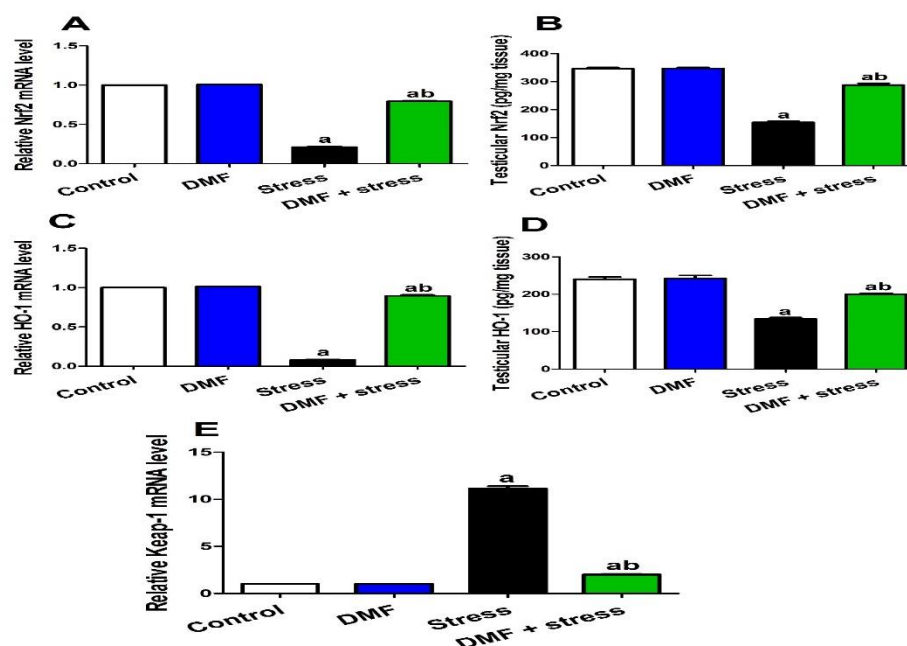 A
Relative Nrf2 mRNA level
1.5
1.0
0.5
0.0
a
ab
Control
DMF
Stress
DMF + stress
B
Testicular Nrf2 (pg/mg tissue)
400
300
200
100
0
a
ab
Control
DMF
Stress
DMF + stress
C
Relative HO-1 mRNA level
1.5
1.0
0.5
0.0
a
ab
Control
DMF
Stress
DMF + stress
D
Testicular HO-1 (pg/mg tissue)
300
200
100
0
a
ab
Control
DMF
Stress
DMF + stress
E
Relative Keap-1 mRNA level
15
10
5
0
a
ab
Control
DMF
Stress
DMF + stress